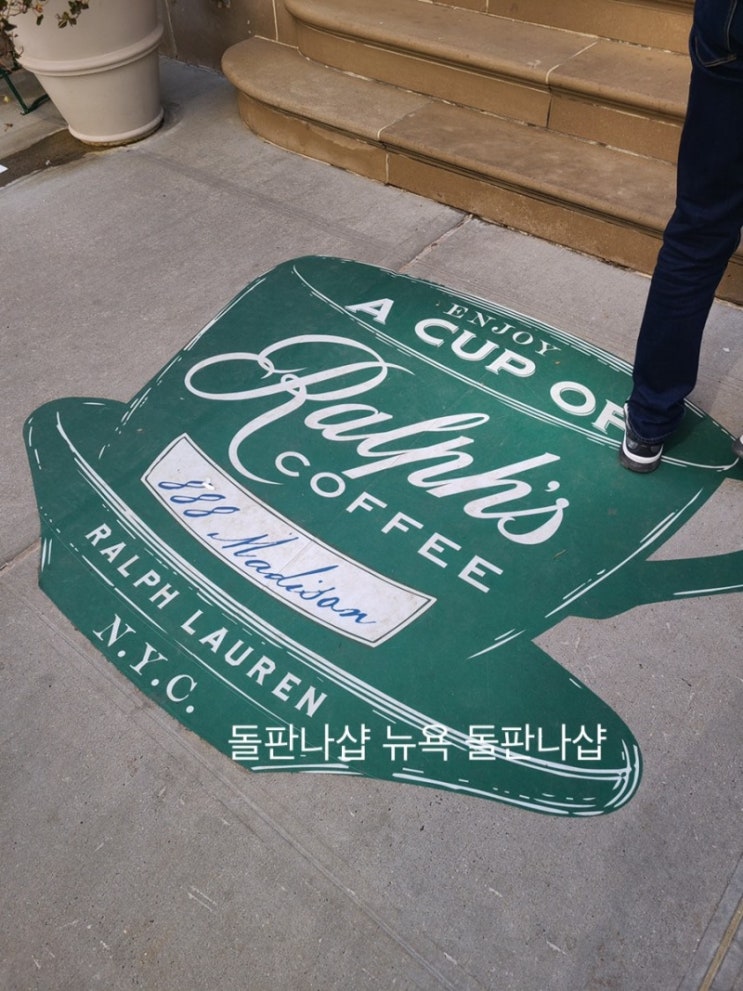 ENJOY
A CUP OF
Ralph's
COFFEE
888 Madison
RALPH LAUREN
N.Y.C.
돌판나샵 뉴욕 돌판나샵